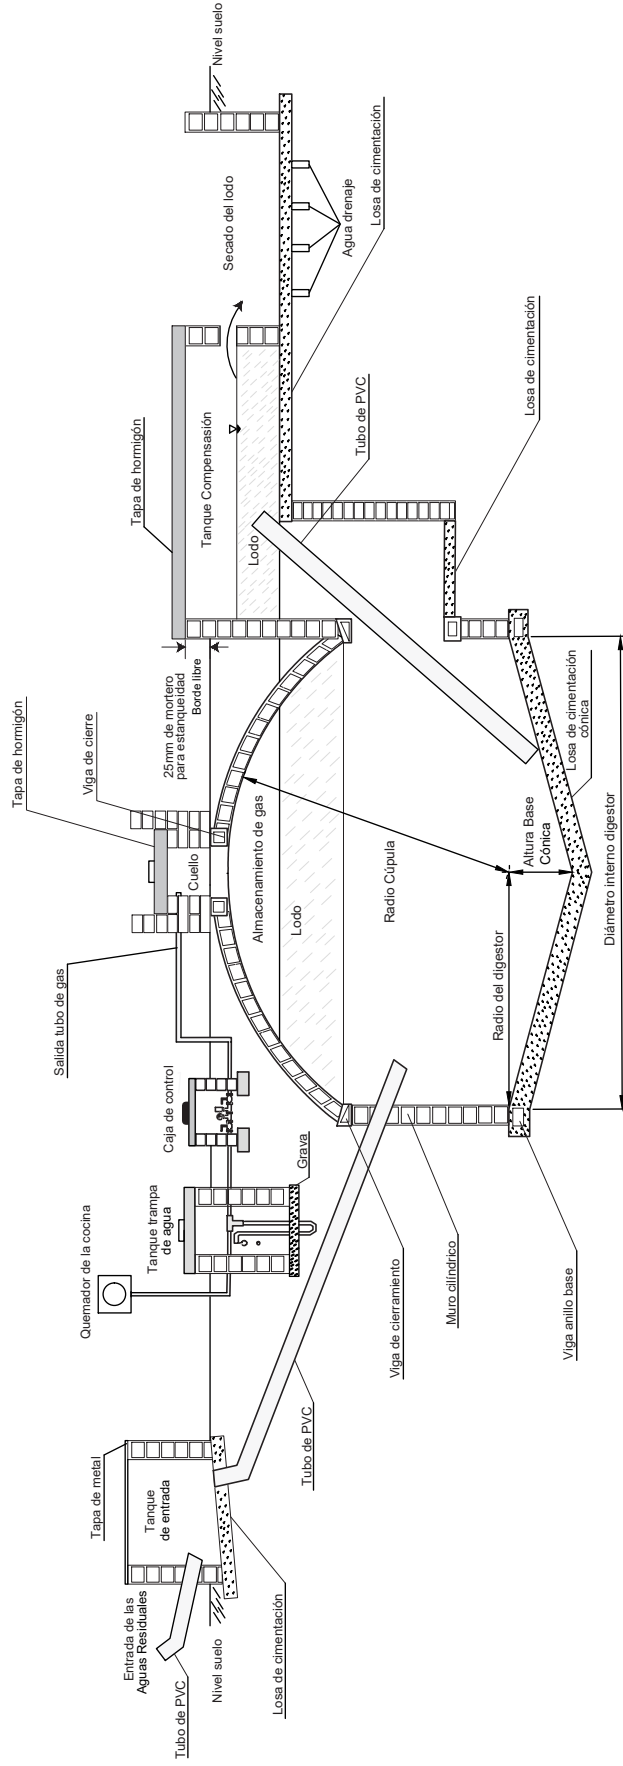 Entrada de las
Aguas Residuales
Tubo de PVC
Nivel suelo
Losa de cimentación
Tapa de metal
Tanque
de entrada
Tubo de PVC
Quemador de la cocina
Tanque trampa
de agua
Grava
Caja de control
Salida tubo de gas
Viga de cierramiento
Muro cilíndrico
Viga anillo base
Tapa de hormigón
Viga de cierre
Cuello
25mm de mortero
para estanqueidad
Borde libre
Almacenamiento de gas
Lodo
Radio Cúpula
Radio del digestor
Altura Base
Cónica
Losa de cimentación
cónica
Diámetro interno digestor
Tapa de hormigón
Tanque Compensasión
Lodo
Tubo de PVC
Losa de cimentación
Secado del lodo
Agua drenaje
Losa de cimentación
Nivel suelo